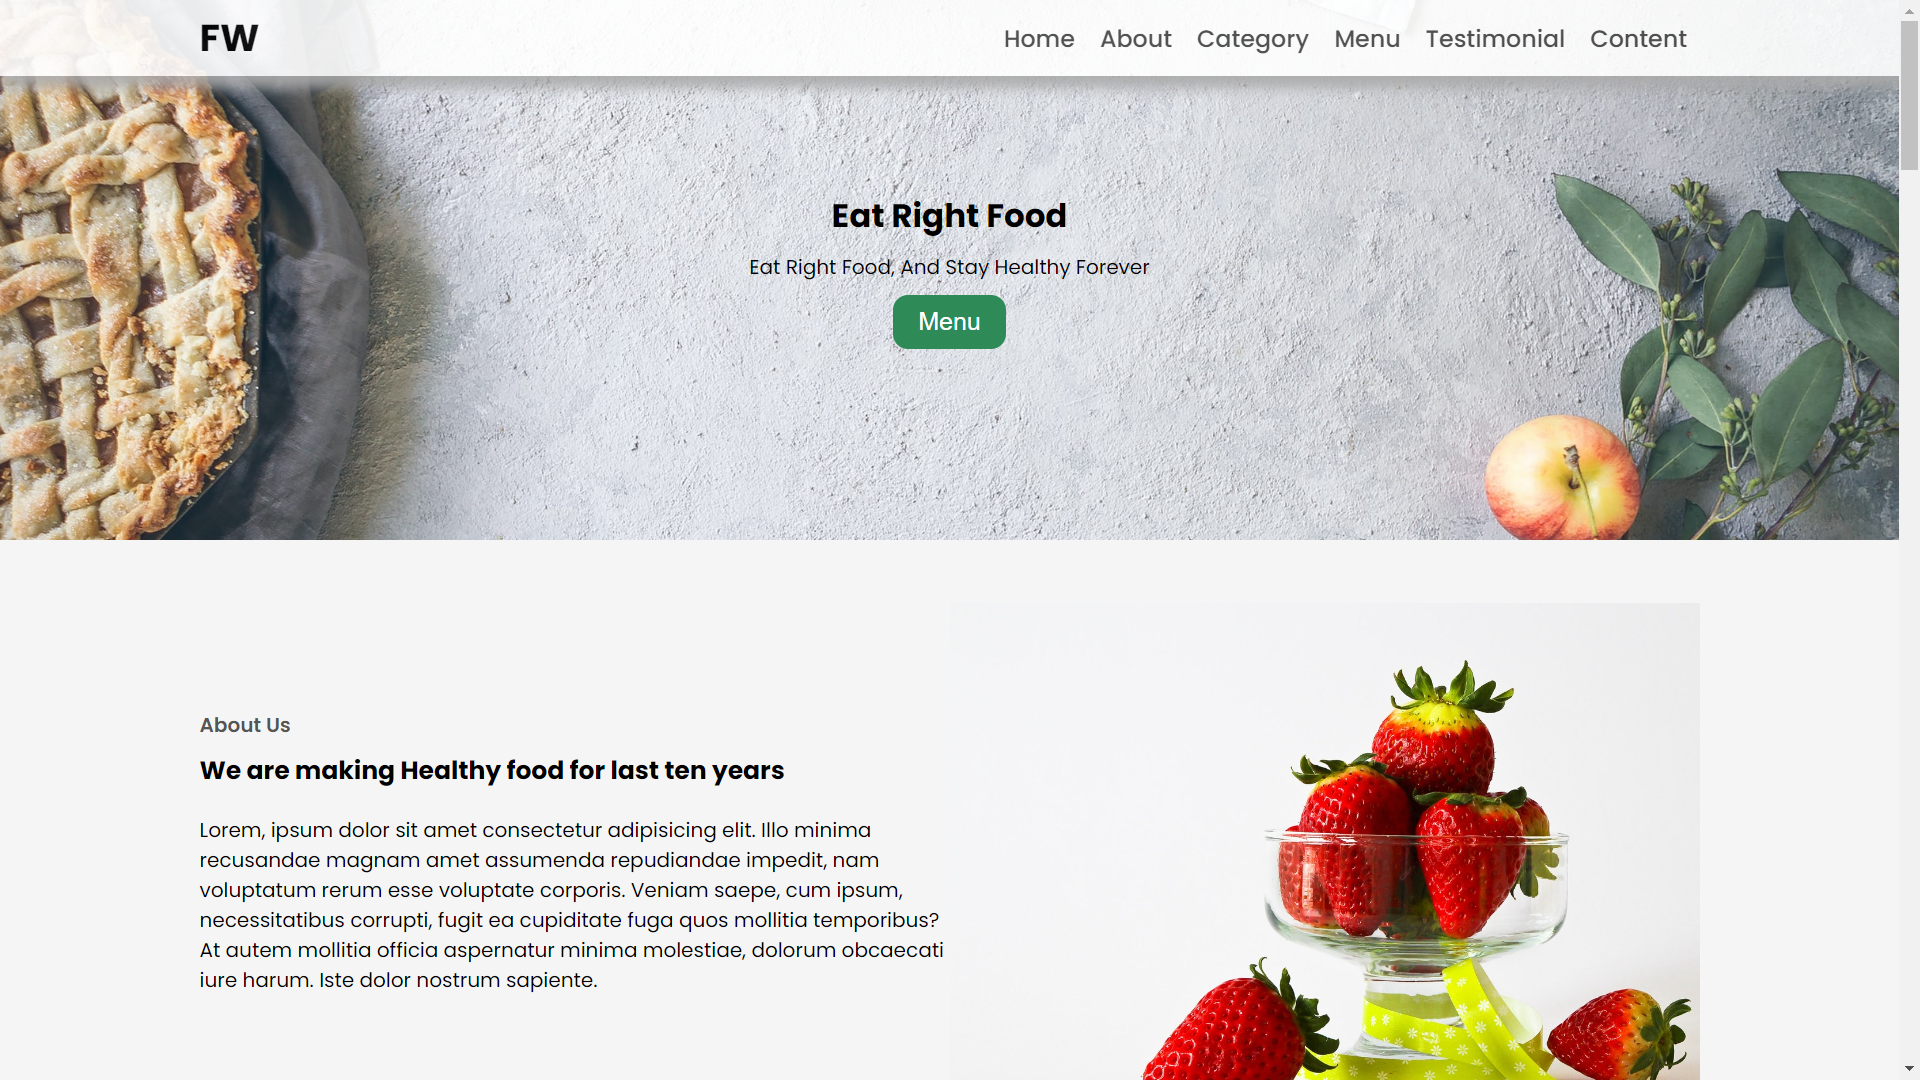 FW
Home About Category Menu Testimonial Content
Eat Right Food
Eat Right Food, And Stay Healthy Forever
Menu
About Us
We are making Healthy food for last ten years
Lorem, ipsum dolor sit amet consectetur adipisicing elit. Illo minima
recusandae magnam amet assumenda repudiandae impedit, nam
voluptatum rerum esse voluptate corporis. Veniam saepe, cum ipsum,
necessitatibus corrupti, fugit ea cupiditate fuga quos mollitia temporibus?
At autem mollitia officia aspernatur minima molestiae, dolorum obcaecati
iure harum. Iste dolor nostrum sapiente.